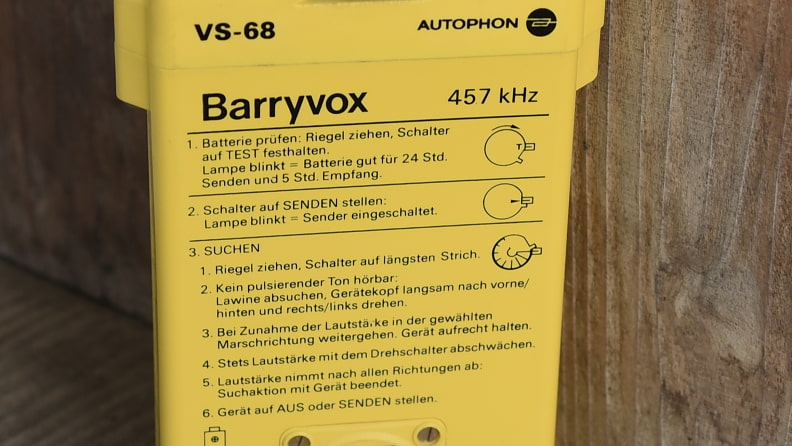 VS-68 AUTOPHON
Barryvox 457 kHz
1. Batterie prüfen: Riegel ziehen, Schalter
auf TEST festhalten.
Lampe blinkt = Batterie gut für 24 Std.
Senden und 5 Std. Empfang.
T
2. Schalter auf SENDEN stellen:
Lampe blinkt = Sender eingeschaltet.
3. SUCHEN
1. Riegel ziehen, Schalter auf längsten Strich.
2. Kein pulsierender Ton hörbar:
Lawine absuchen, Gerätekopf langsam nach vorne/
hinten und rechts/links drehen.
3. Bei Zunahme der Lautstärke in der gewählten
Marschrichtung weitergehen. Gerät aufrecht halten.
4. Stets Lautstärke mit dem Drehschalter abschwächen.
5. Lautstärke nimmt nach allen Richtungen ab:
Suchaktion mit Gerät beendet.
6. Gerät auf AUS oder SENDEN stellen.